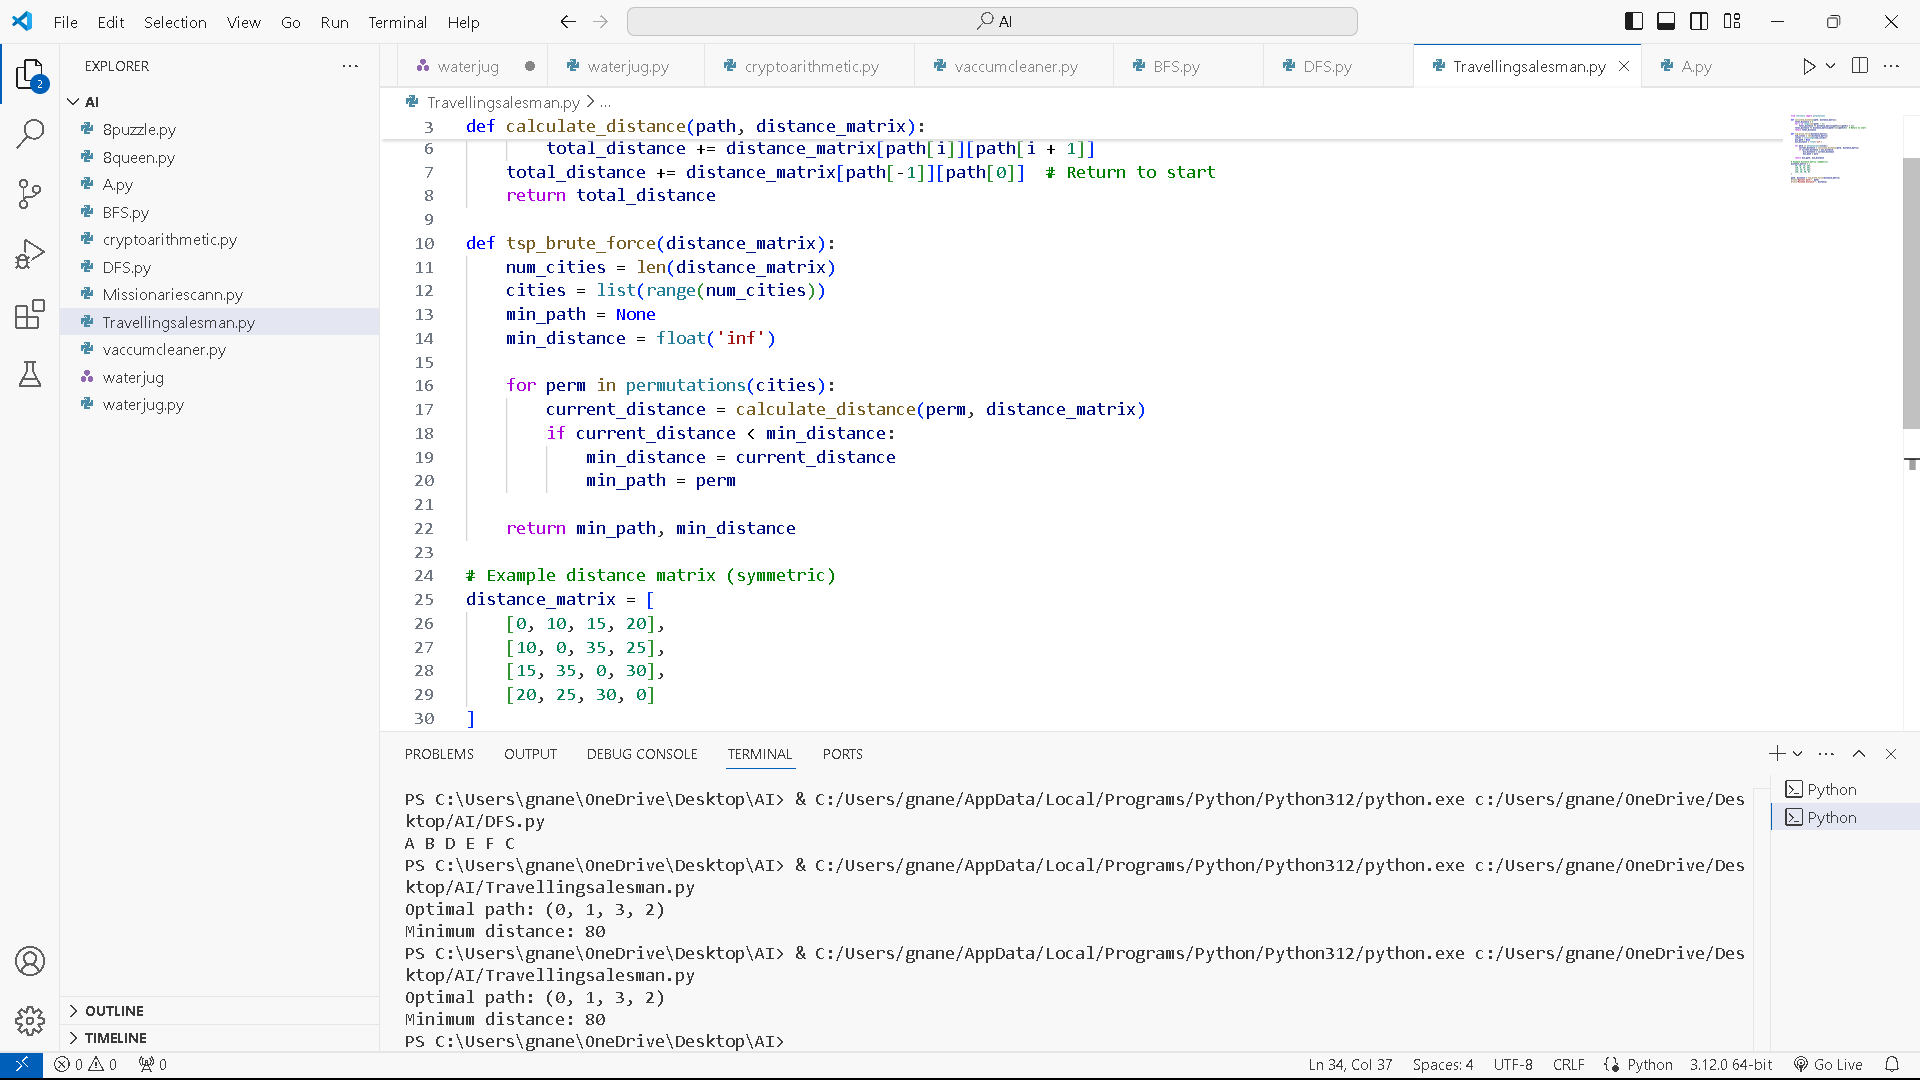 File Edit Selection View Go Run Terminal Help
AI
EXPLORER
AI
8puzzle.py
8queen.py
A.py
BFS.py
cryptoarithmetic.py
DFS.py
Missionariescann.py
Travellingsalesman.py
vaccumcleaner.py
waterjug
waterjug.py
OUTLINE
TIMELINE
2
waterjug waterjug.py cryptoarithmetic.py vaccumcleaner.py BFS.py DFS.py Travellingsalesman.py A.py
Travellingsalesman.py > ...
3 def calculate_distance(path, distance_matrix):
6 total_distance += distance_matrix[path[i]][path[i + 1]]
7 total_distance += distance_matrix[path[-1]][path[0]]  # Return to start
8 return total_distance
9
10 def tsp_brute_force(distance_matrix):
11 num_cities = len(distance_matrix)
12 cities = list(range(num_cities))
13 min_path = None
14 min_distance = float('inf')
15
16 for perm in permutations(cities):
17 current_distance = calculate_distance(perm, distance_matrix)
18 if current_distance < min_distance:
19 min_distance = current_distance
20 min_path = perm
21
22 return min_path, min_distance
23
24 # Example distance matrix (symmetric)
25 distance_matrix = [
26 [0, 10, 15, 20],
27 [10, 0, 35, 25],
28 [15, 35, 0, 30],
29 [20, 25, 30, 0]
30 ]
PROBLEMS OUTPUT DEBUG CONSOLE TERMINAL PORTS
PS C:\Users\gnane\OneDrive\Desktop\AI> & C:/Users/gnane/AppData/Local/Programs/Python/Python312/python.exe c:/Users/gnane/OneDrive/Des
ktop/AI/DFS.py
A B D E F C
PS C:\Users\gnane\OneDrive\Desktop\AI> & C:/Users/gnane/AppData/Local/Programs/Python/Python312/python.exe c:/Users/gnane/OneDrive/Des
ktop/AI/Travellingsalesman.py
Optimal path: (0, 1, 3, 2)
Minimum distance: 80
PS C:\Users\gnane\OneDrive\Desktop\AI> & C:/Users/gnane/AppData/Local/Programs/Python/Python312/python.exe c:/Users/gnane/OneDrive/Des
ktop/AI/Travellingsalesman.py
Optimal path: (0, 1, 3, 2)
Minimum distance: 80
PS C:\Users\gnane\OneDrive\Desktop\AI>
Python
Python
0 0 0 Ln 34, Col 37 Spaces: 4 UTF-8 CRLF Python 3.12.0 64-bit Go Live